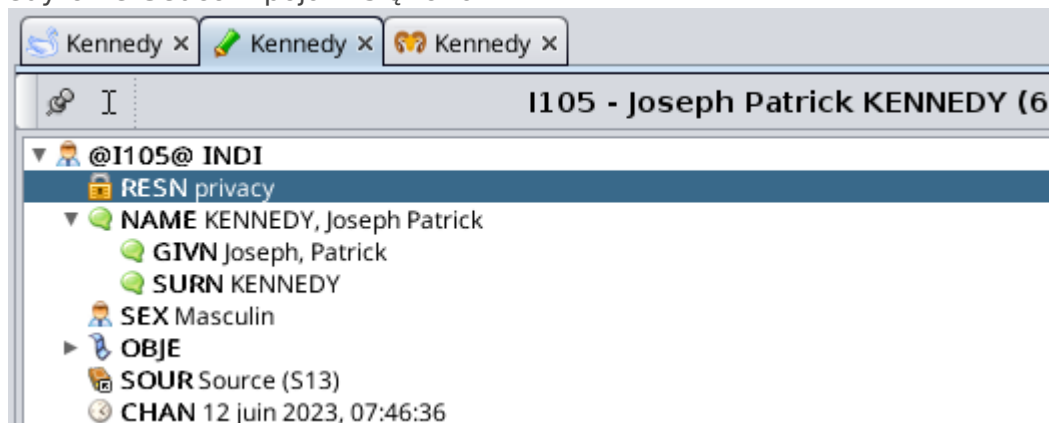 Kennedy × Kennedy × Kennedy ×
I105 - Joseph Patrick KENNEDY (6
@I105@ INDI
RESN privacy
NAME KENNEDY, Joseph Patrick
GIVN Joseph, Patrick
SURN KENNEDY
SEX Masculin
OBJE
SOUR Source (S13)
CHAN 12 juin 2023, 07:46:36